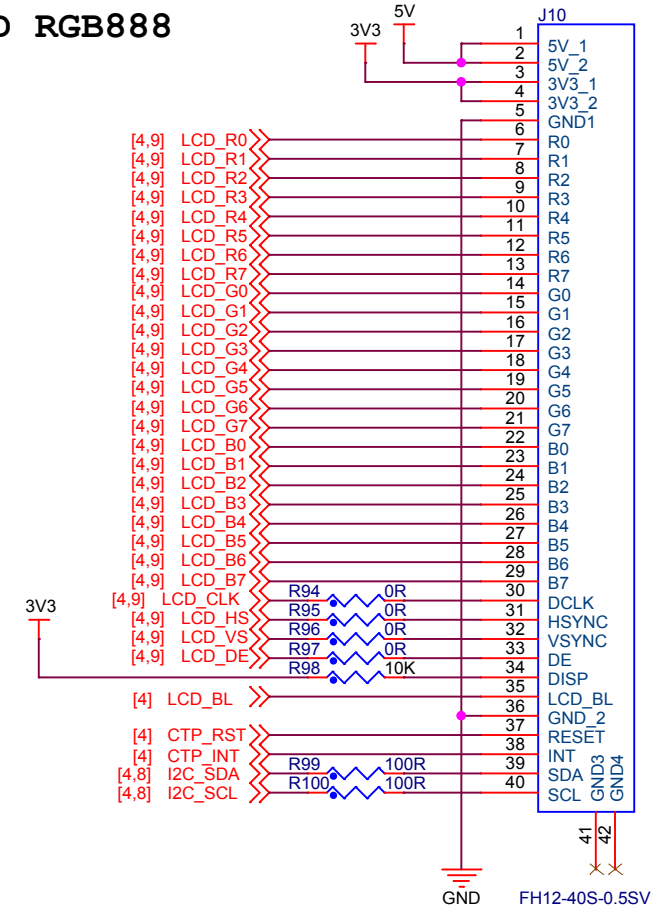 D RGB888
5V
3V3
J10
1 5V_1
2 5V_2
3 3V3_1
4 3V3_2
5 GND1
[4,9] LCD_R0 6 R0
[4,9] LCD_R1 7 R1
[4,9] LCD_R2 8 R2
[4,9] LCD_R3 9 R3
[4,9] LCD_R4 10 R4
[4,9] LCD_R5 11 R5
[4,9] LCD_R6 12 R6
[4,9] LCD_R7 13 R7
[4,9] LCD_G0 14 G0
[4,9] LCD_G1 15 G1
[4,9] LCD_G2 16 G2
[4,9] LCD_G3 17 G3
[4,9] LCD_G4 18 G4
[4,9] LCD_G5 19 G5
[4,9] LCD_G6 20 G6
[4,9] LCD_G7 21 G7
[4,9] LCD_B0 22 B0
[4,9] LCD_B1 23 B1
[4,9] LCD_B2 24 B2
[4,9] LCD_B3 25 B3
[4,9] LCD_B4 26 B4
[4,9] LCD_B5 27 B5
[4,9] LCD_B6 28 B6
[4,9] LCD_B7 29 B7
[4,9] LCD_CLK R94 0R 30 DCLK
3V3
[4,9] LCD_HS R95 0R 31 HSYNC
[4,9] LCD_VS R96 0R 32 VSYNC
[4,9] LCD_DE R97 0R 33 DE
R98 10K 34 DISP
[4] LCD_BL 35 LCD_BL
36 GND_2
[4] CTP_RST 37 RESET
[4] CTP_INT 38 INT
[4,8] I2C_SDA R99 100R 39 SDA
[4,8] I2C_SCL R100 100R 40 SCL
GND3
GND4
41
42
GND
FH12-40S-0.5SV